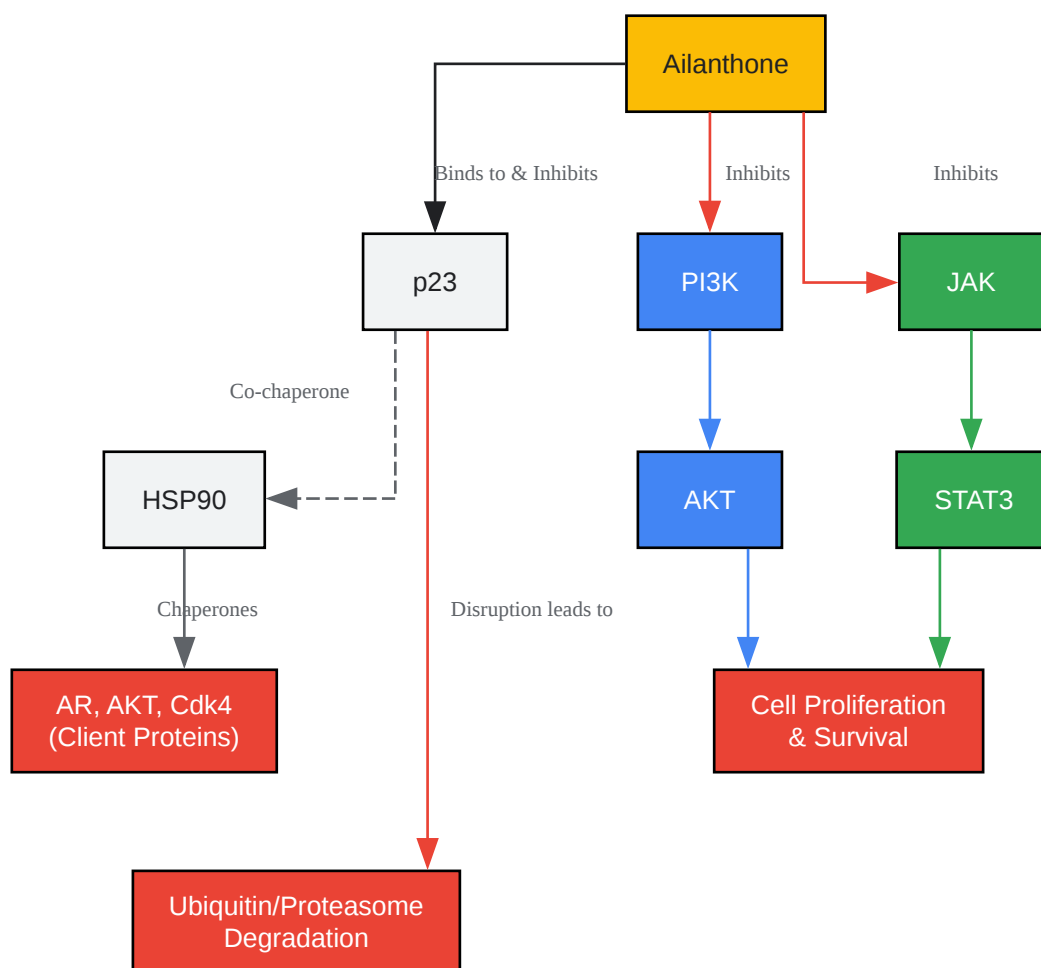 Ailanthone
Binds to & Inhibits
Inhibits
Inhibits
p23
PI3K
JAK
Co-chaperone
HSP90
AKT
STAT3
Chaperones
Disruption leads to
AR, AKT, Cdk4
(Client Proteins)
Cell Proliferation
& Survival
Ubiquitin/Proteasome
Degradation